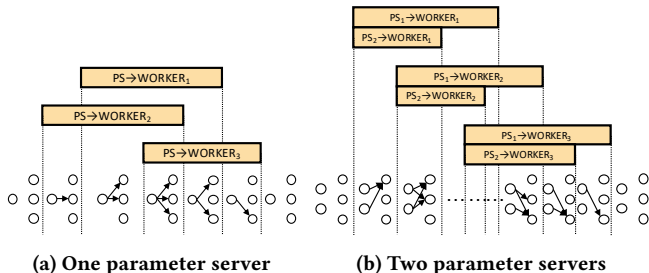 PS→WORKER1
PS→WORKER2
PS→WORKER3
(a) One parameter server
PS1→WORKER1
PS2→WORKER1
PS1→WORKER2
PS2→WORKER2
PS1→WORKER3
PS2→WORKER3
(b) Two parameter servers